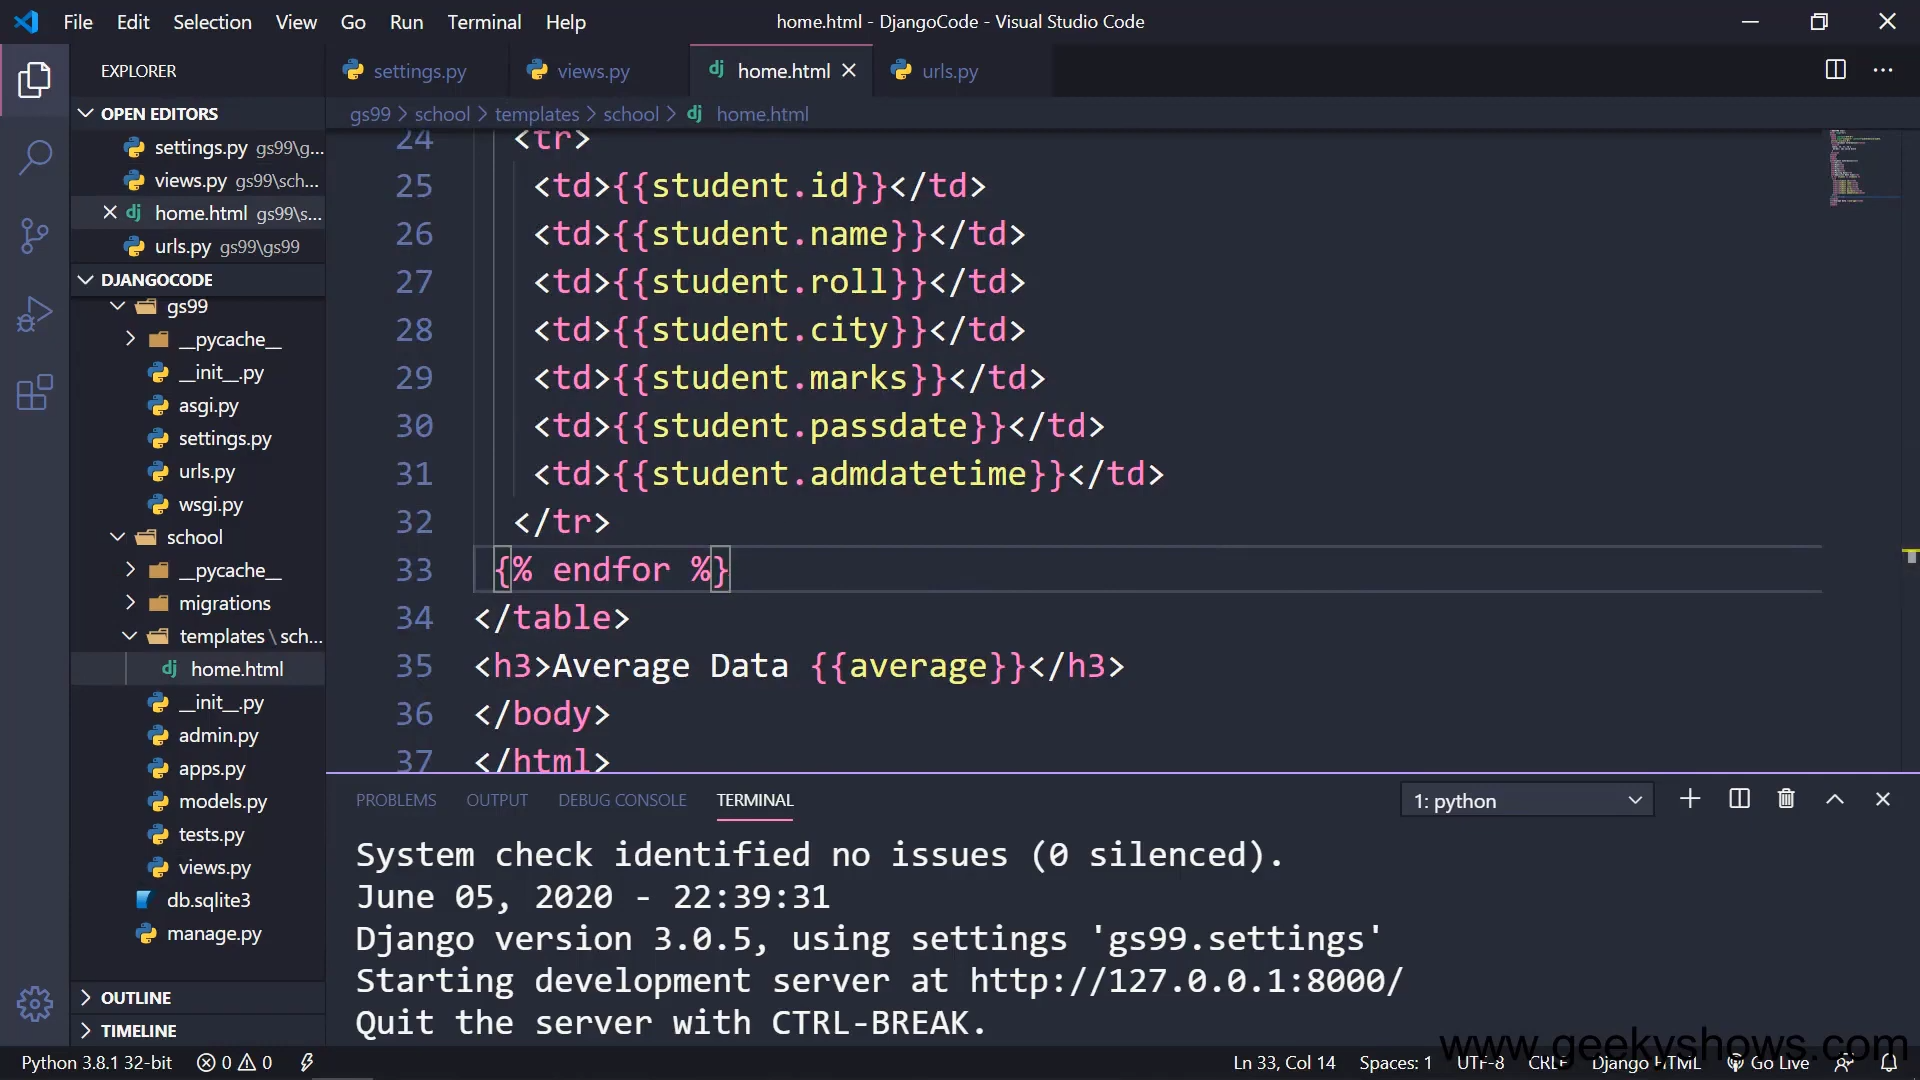 File Edit Selection View Go Run Terminal Help
home.html - DjangoCode - Visual Studio Code
EXPLORER
OPEN EDITORS
settings.py gs99\g...
views.py gs99\sch...
home.html gs99\s...
urls.py gs99\gs99
DJANGOCODE
gs99
__pycache__
__init__.py
asgi.py
settings.py
urls.py
wsgi.py
school
__pycache__
migrations
templates\sch...
home.html
__init__.py
admin.py
apps.py
models.py
tests.py
views.py
db.sqlite3
manage.py
OUTLINE
TIMELINE
settings.py views.py home.html urls.py
gs99 > school > templates > school > home.html
24 <tr>
25 <td>{{student.id}}</td>
26 <td>{{student.name}}</td>
27 <td>{{student.roll}}</td>
28 <td>{{student.city}}</td>
29 <td>{{student.marks}}</td>
30 <td>{{student.passdate}}</td>
31 <td>{{student.admdatetime}}</td>
32 </tr>
33 {% endfor %}
34 </table>
35 <h3>Average Data {{average}}</h3>
36 </body>
37 </html>
PROBLEMS OUTPUT DEBUG CONSOLE TERMINAL
1: python
System check identified no issues (0 silenced).
June 05, 2020 - 22:39:31
Django version 3.0.5, using settings 'gs99.settings'
Starting development server at http://127.0.0.1:8000/
Quit the server with CTRL-BREAK.
www.geekyshows.com
Python 3.8.1 32-bit 0 0
Ln 33, Col 14 Spaces: 1 UTF-8 CRLF Django HTML Go Live